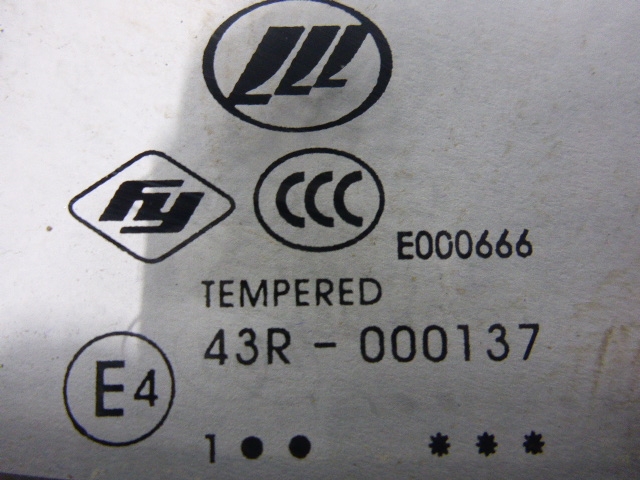 fy CCC E000666
TEMPERED
43R - 000137
E4
1 ● ● * * *